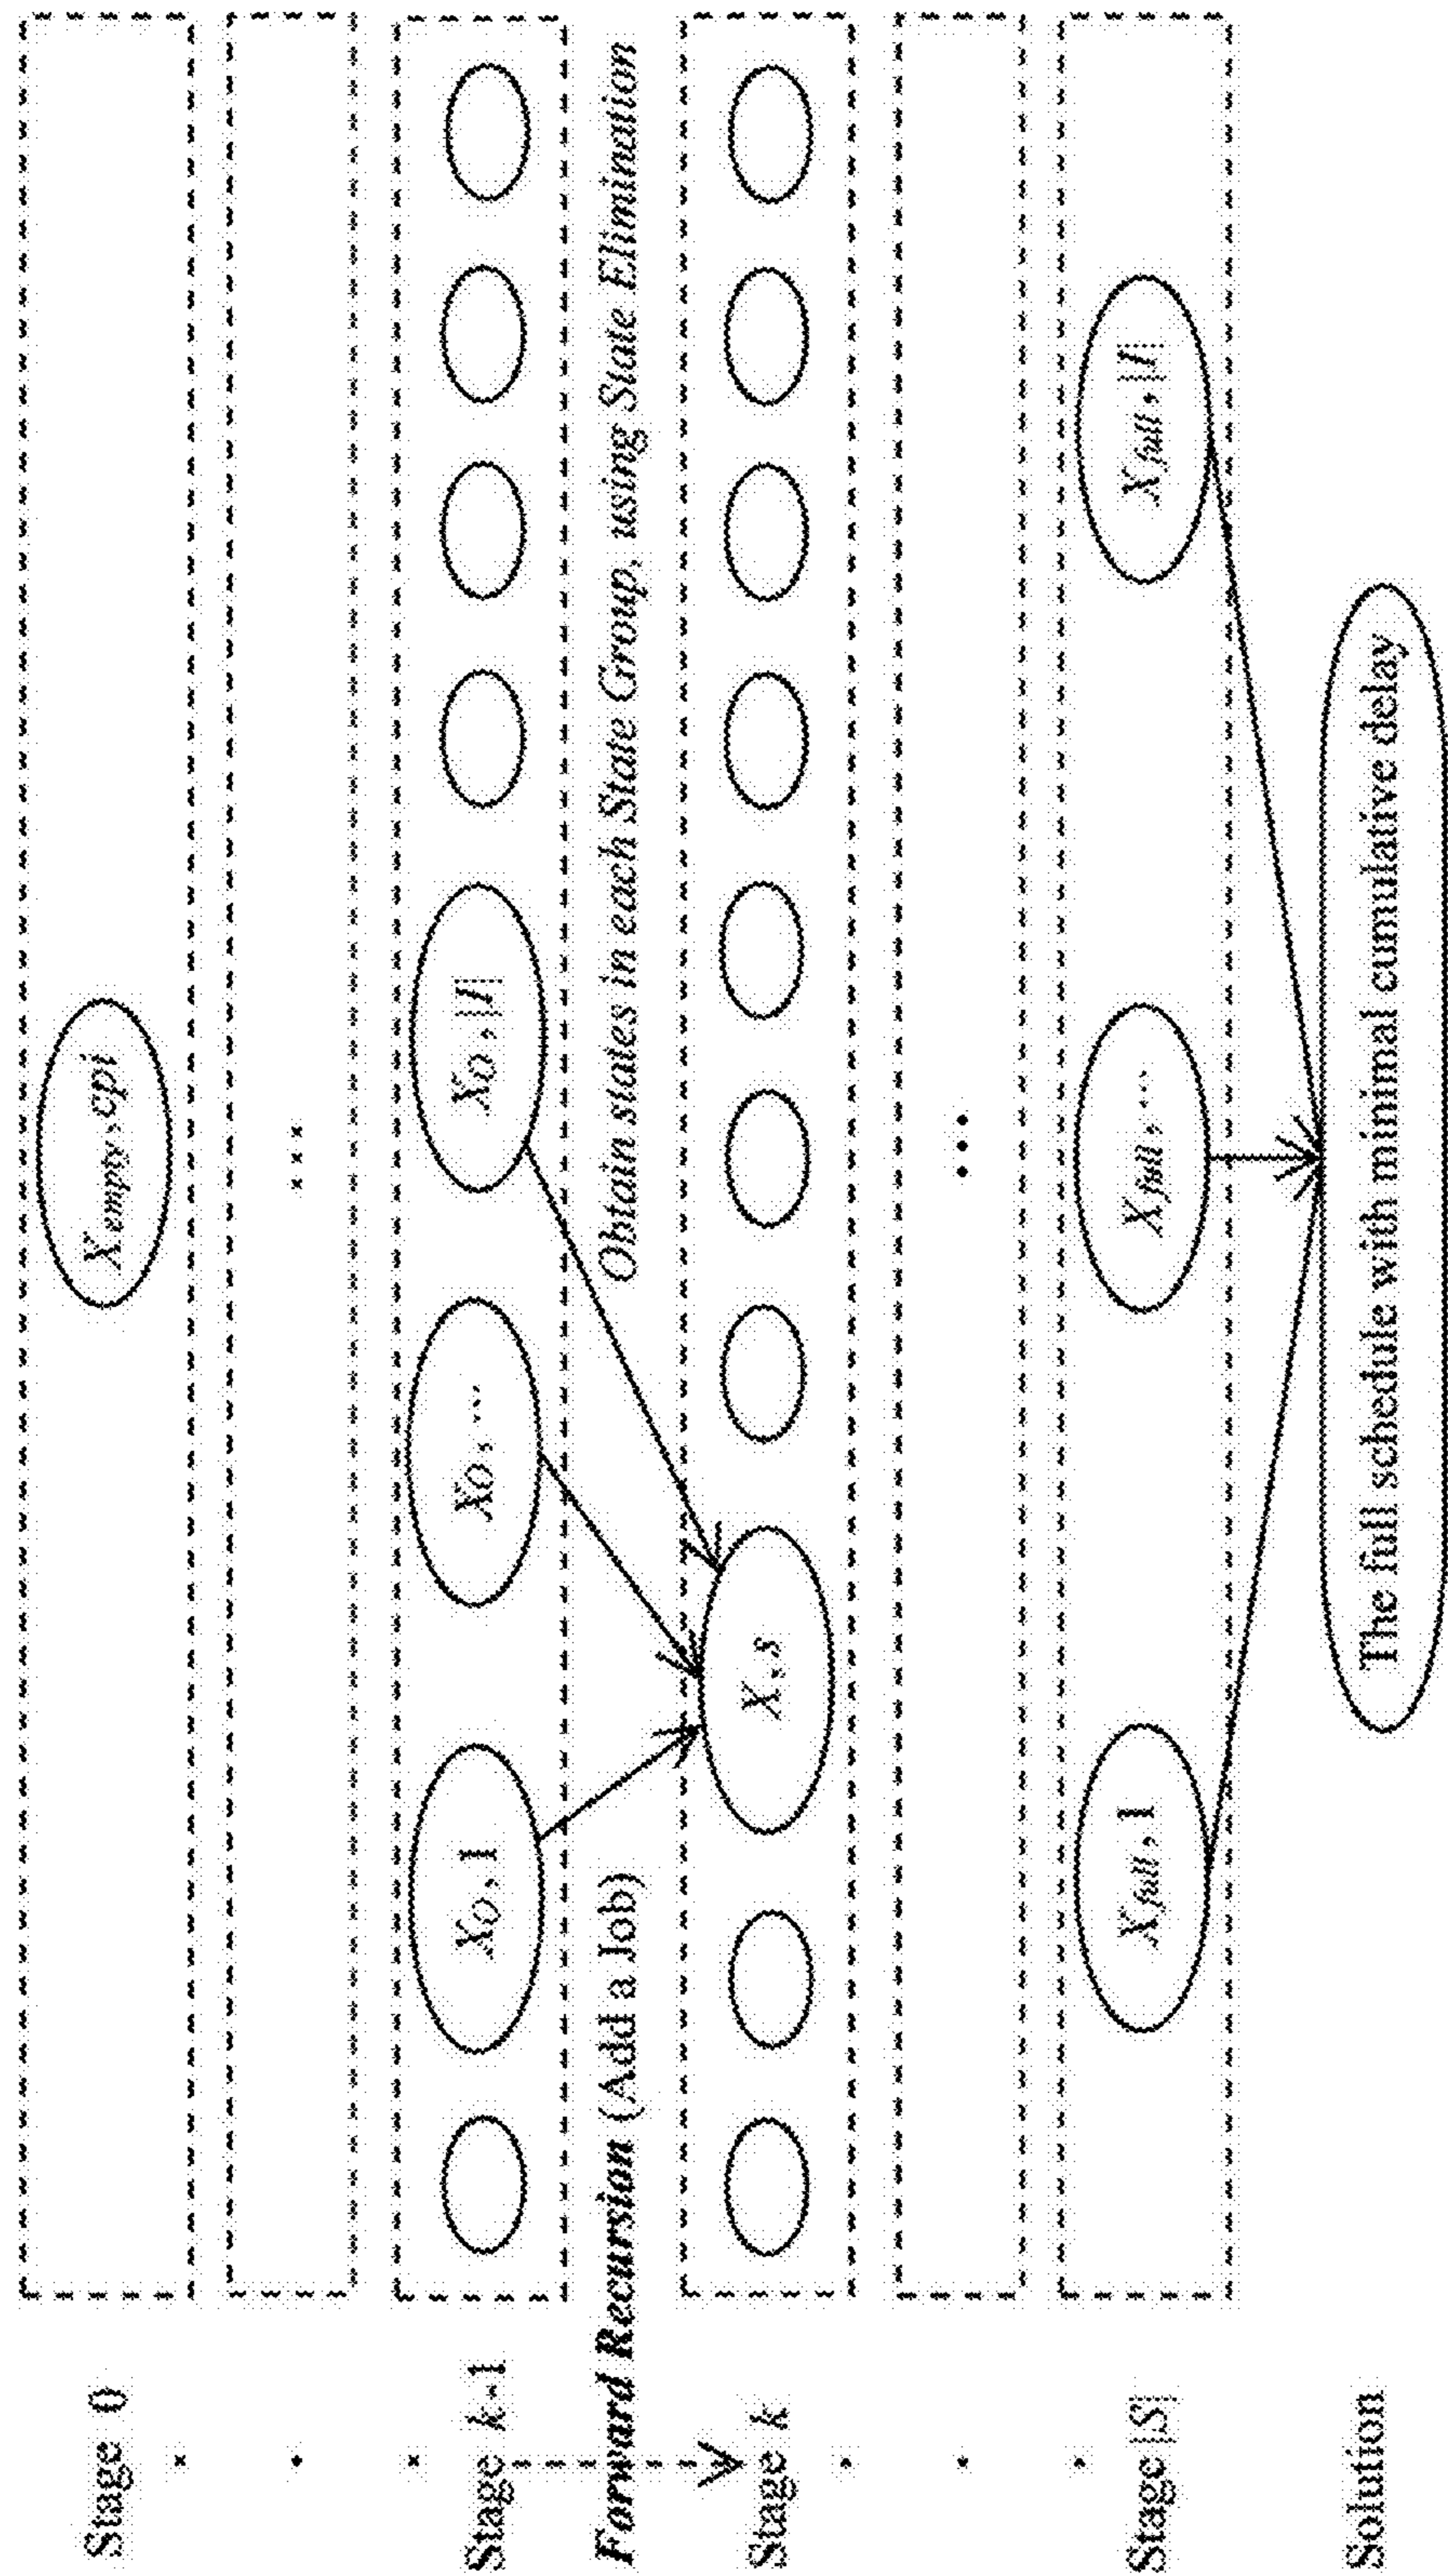 Stage 0
X_empty, cpi
...
Stage k-1
X_O, 1
X_O, ...
X_O, |I|
Forward Recursion (Add a Job)
Obtain states in each State Group, using State Elimination
Stage k
X, s
...
Stage |S|
X_full, 1
X_full, ...
X_full, |I|
Solution
The full schedule with minimal cumulative delay